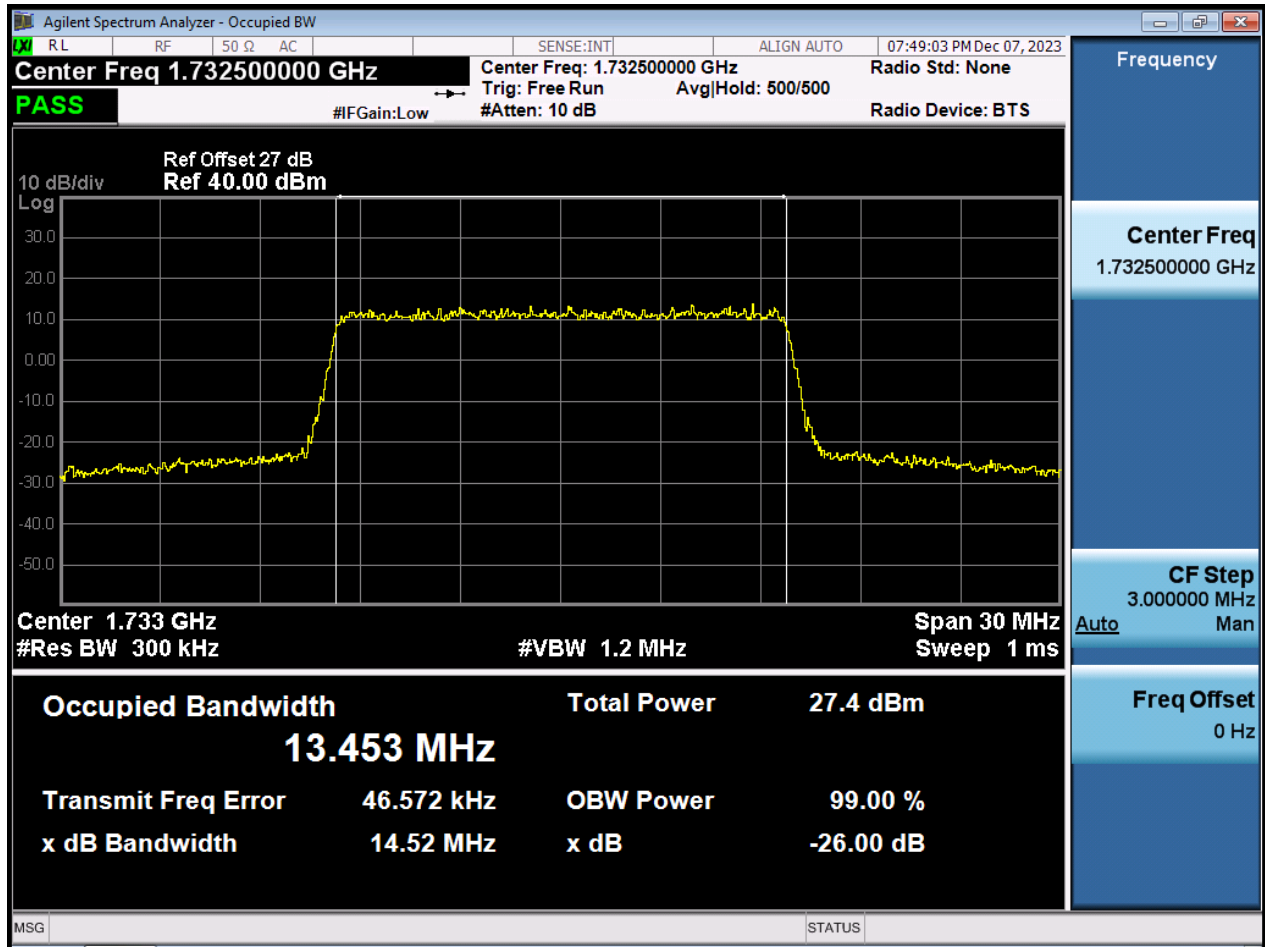 Agilent Spectrum Analyzer - Occupied BW
LXI RL RF 50 Ω AC SENSE:INT ALIGN AUTO 07:49:03 PM Dec 07, 2023
Center Freq 1.732500000 GHz
PASS
#IFGain:Low
Center Freq: 1.732500000 GHz
Trig: Free Run Avg|Hold: 500/500
#Atten: 10 dB
Radio Std: None
Radio Device: BTS
Ref Offset 27 dB
10 dB/div Ref 40.00 dBm
Log
30.0
20.0
10.0
0.00
-10.0
-20.0
-30.0
-40.0
-50.0
Center 1.733 GHz Span 30 MHz
#Res BW 300 kHz #VBW 1.2 MHz Sweep 1 ms
Occupied Bandwidth Total Power 27.4 dBm
13.453 MHz
Transmit Freq Error 46.572 kHz OBW Power 99.00 %
x dB Bandwidth 14.52 MHz x dB -26.00 dB
Frequency
Center Freq
1.732500000 GHz
CF Step
3.000000 MHz
Auto Man
Freq Offset
0 Hz
MSG STATUS